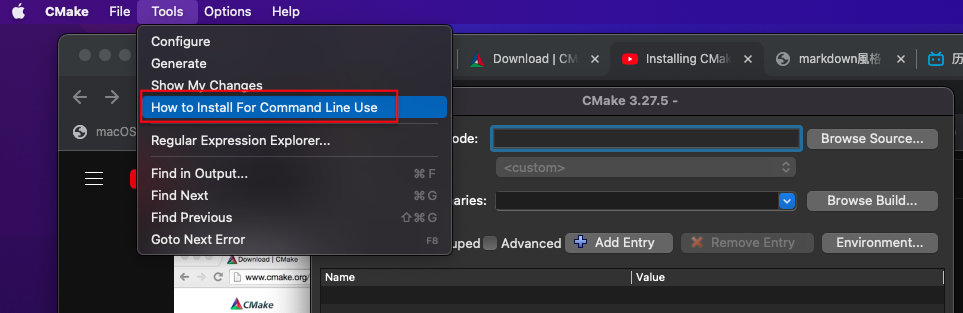 CMake File Tools Options Help
Configure
Generate
Show My Changes
How to Install For Command Line Use
Regular Expression Explorer...
Find in Output... ⌘ F
Find Next ⌘ G
Find Previous ⇧ ⌘ G
Goto Next Error F8
Download | CM
Installing CMak
markdown風格
历
macOS
CMake 3.27.5 -
ode:
Browse Source...
<custom>
aries:
Browse Build...
uped Advanced Add Entry Remove Entry Environment...
Name Value
Download | CMake
www.cmake.org/
CMake